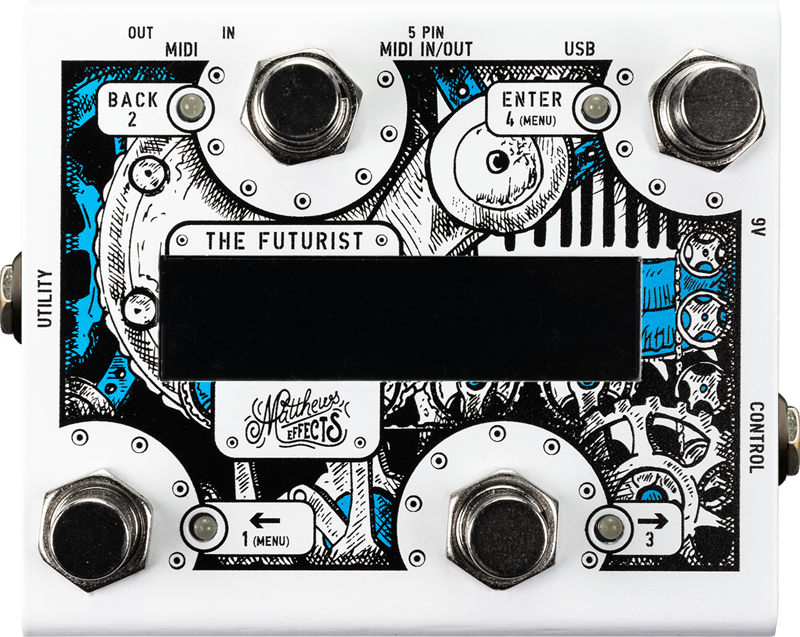 OUT
IN
MIDI
5 PIN
MIDI IN/OUT
USB
BACK
2
ENTER
4 (MENU)
9V
THE FUTURIST
UTILITY
Matthews
EFFECTS
CONTROL
←
1 (MENU)
→
3